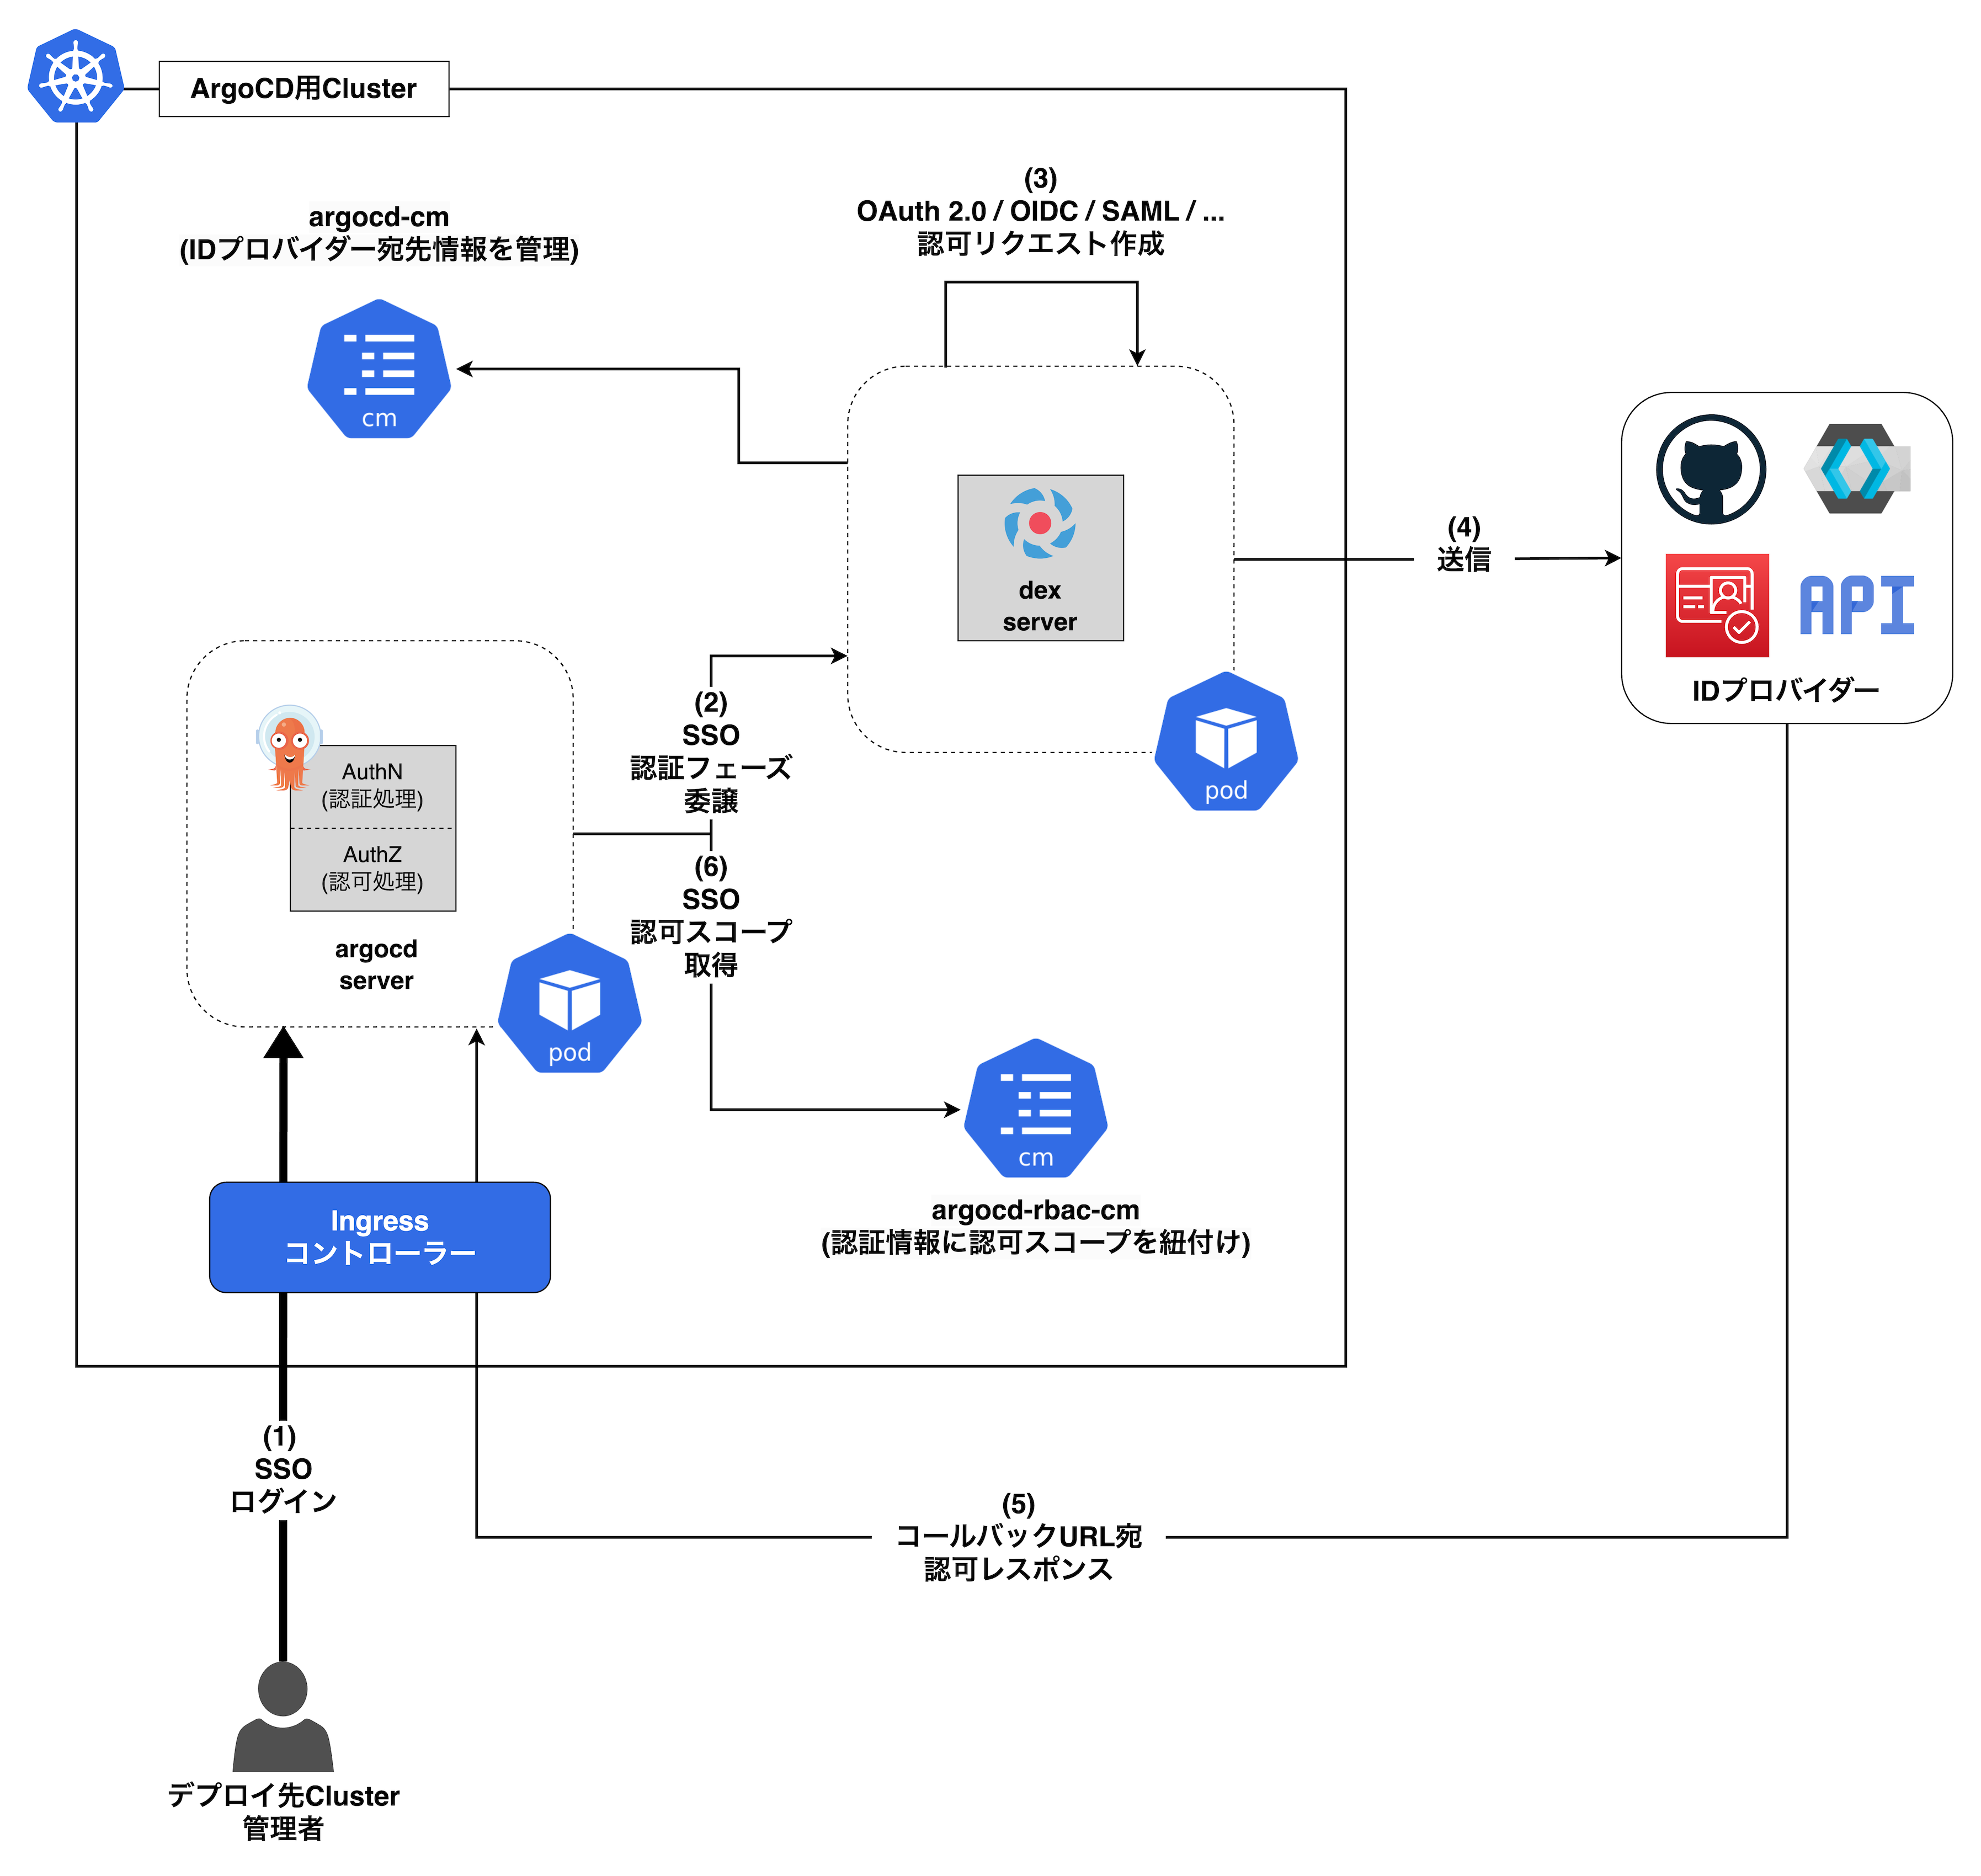 ArgoCD用Cluster
(3)
OAuth 2.0 / OIDC / SAML / ...
認可リクエスト作成
argocd-cm
(IDプロバイダー宛先情報を管理)
cm
dex
server
pod
(4)
送信
API
IDプロバイダー
(2)
SSO
認証フェーズ
委譲
AuthN
(認証処理)
AuthZ
(認可処理)
argocd
server
pod
(6)
SSO
認可スコープ
取得
cm
argocd-rbac-cm
(認証情報に認可スコープを紐付け)
Ingress
コントローラー
(1)
SSO
ログイン
(5)
コールバックURL宛
認可レスポンス
デプロイ先Cluster
管理者